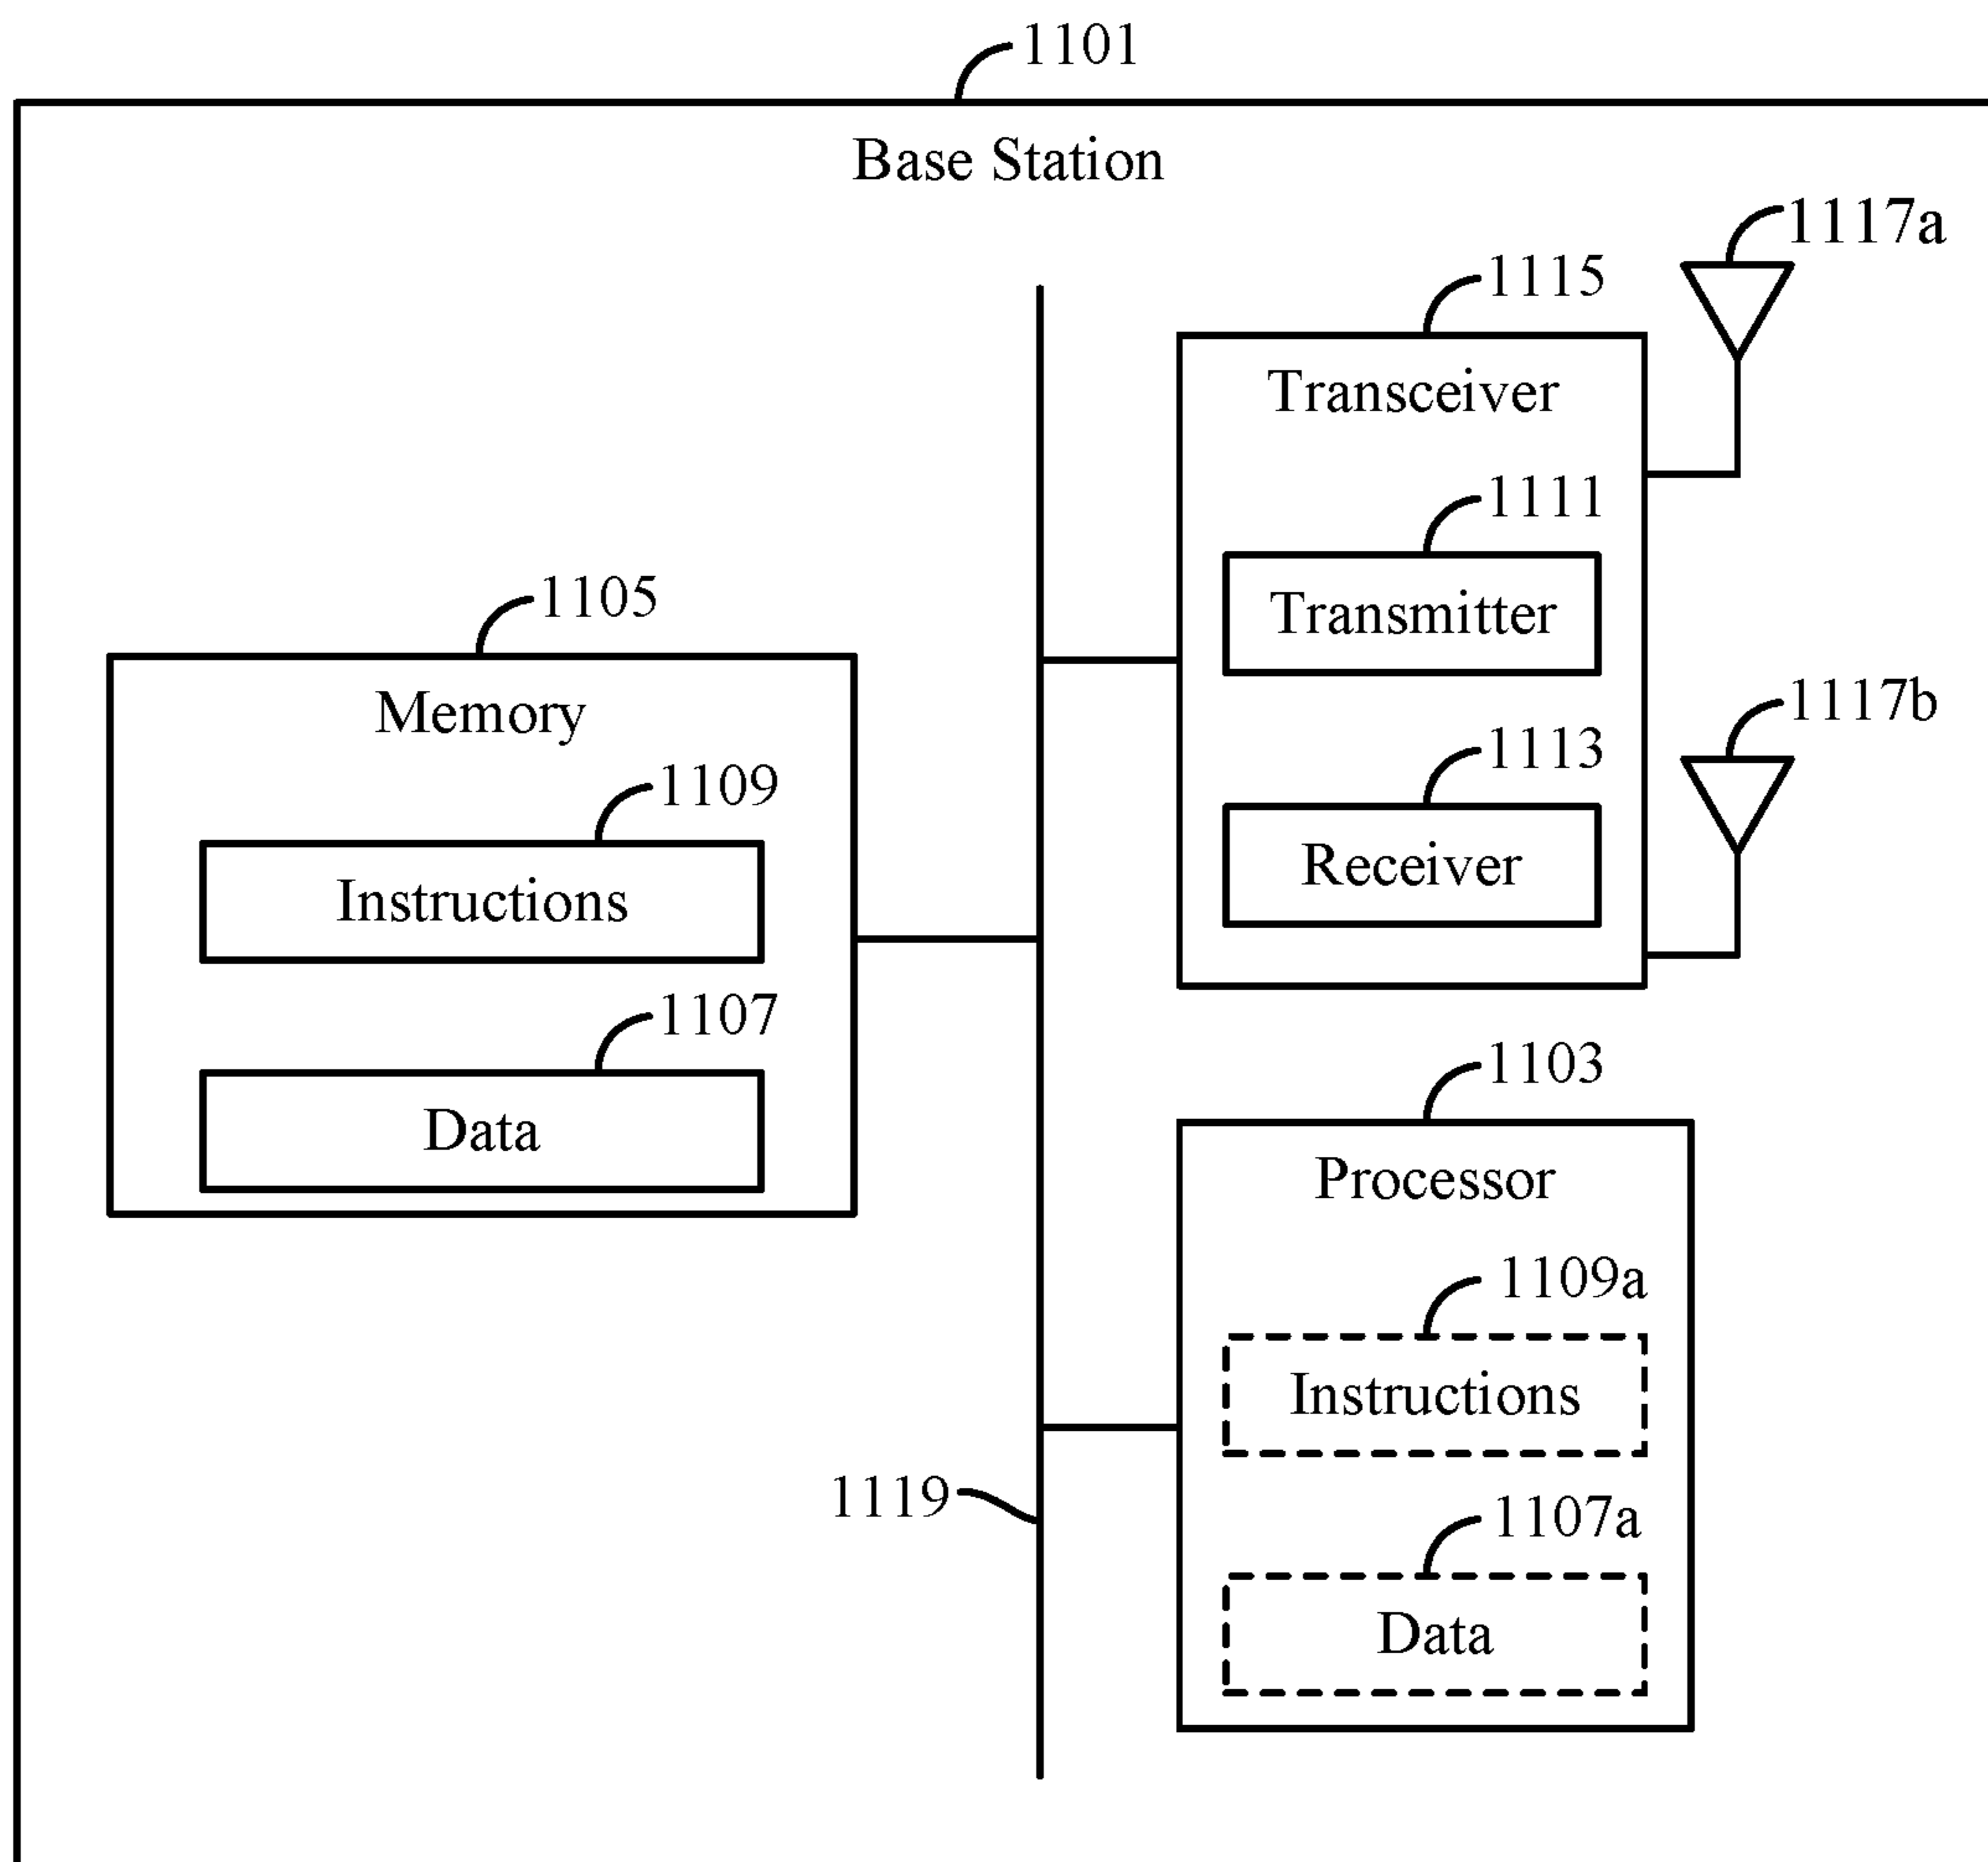 1101
Base Station
1117a
1115
Transceiver
1111
Transmitter
1105
Memory
1117b
1113
1109
Receiver
Instructions
1107
1103
Data
Processor
1109a
Instructions
1119
1107a
Data